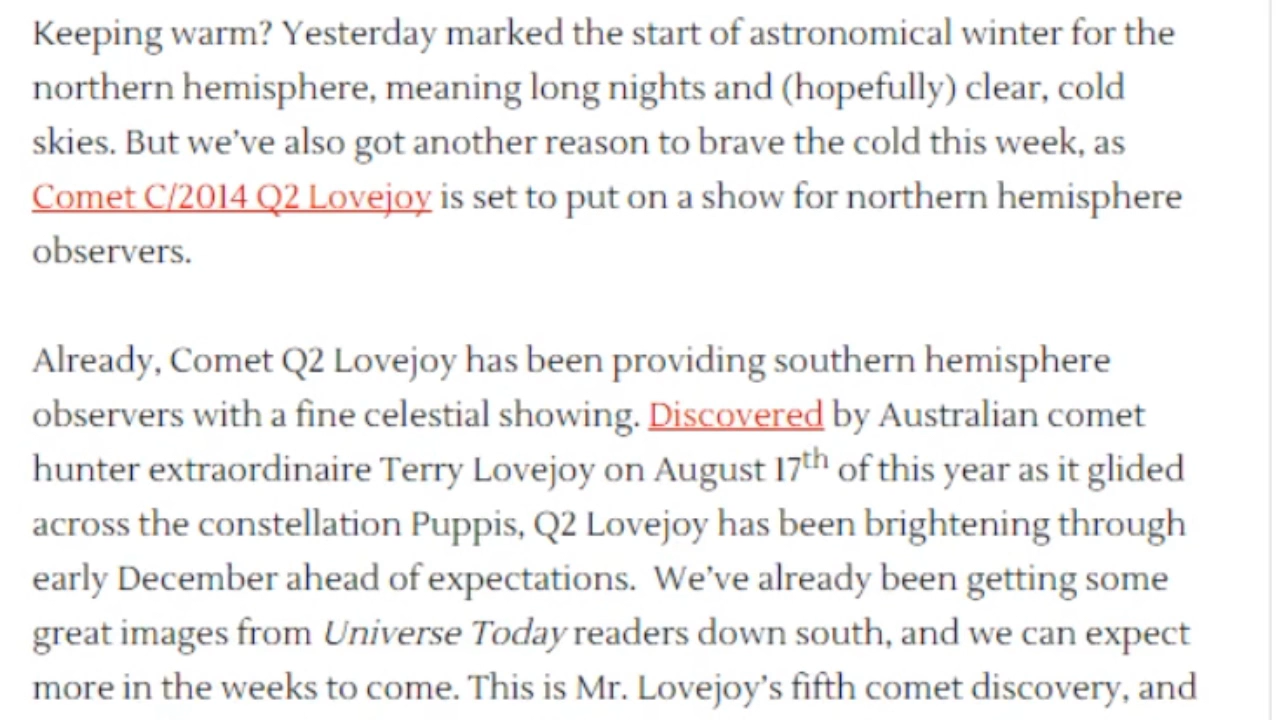 Keeping warm? Yesterday marked the start of astronomical winter for the
northern hemisphere, meaning long nights and (hopefully) clear, cold
skies. But we've also got another reason to brave the cold this week, as
Comet C/2014 Q2 Lovejoy is set to put on a show for northern hemisphere
observers.
Already, Comet Q2 Lovejoy has been providing southern hemisphere
observers with a fine celestial showing. Discovered by Australian comet
hunter extraordinaire Terry Lovejoy on August 17th of this year as it glided
across the constellation Puppis, Q2 Lovejoy has been brightening through
early December ahead of expectations.  We've already been getting some
great images from Universe Today readers down south, and we can expect
more in the weeks to come. This is Mr. Lovejoy's fifth comet discovery, and